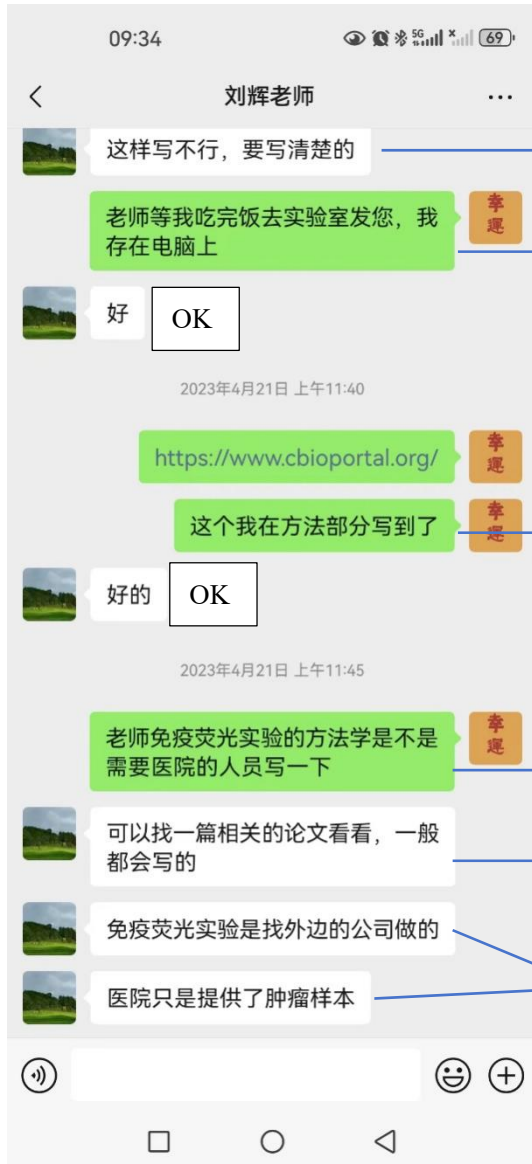 09:34
5G
69
刘辉老师
这样写不行，要写清楚的
老师等我吃完饭去实验室发您，我
存在电脑上
幸運
好
OK
2023年4月21日 上午11:40
https://www.cbioportal.org/
幸運
这个我在方法部分写到了
幸運
好的
OK
2023年4月21日 上午11:45
老师免疫荧光实验的方法学是不是
需要医院的人员写一下
幸運
可以找一篇相关的论文看看，一般
都会写的
免疫荧光实验是找外边的公司做的
医院只是提供了肿瘤样本